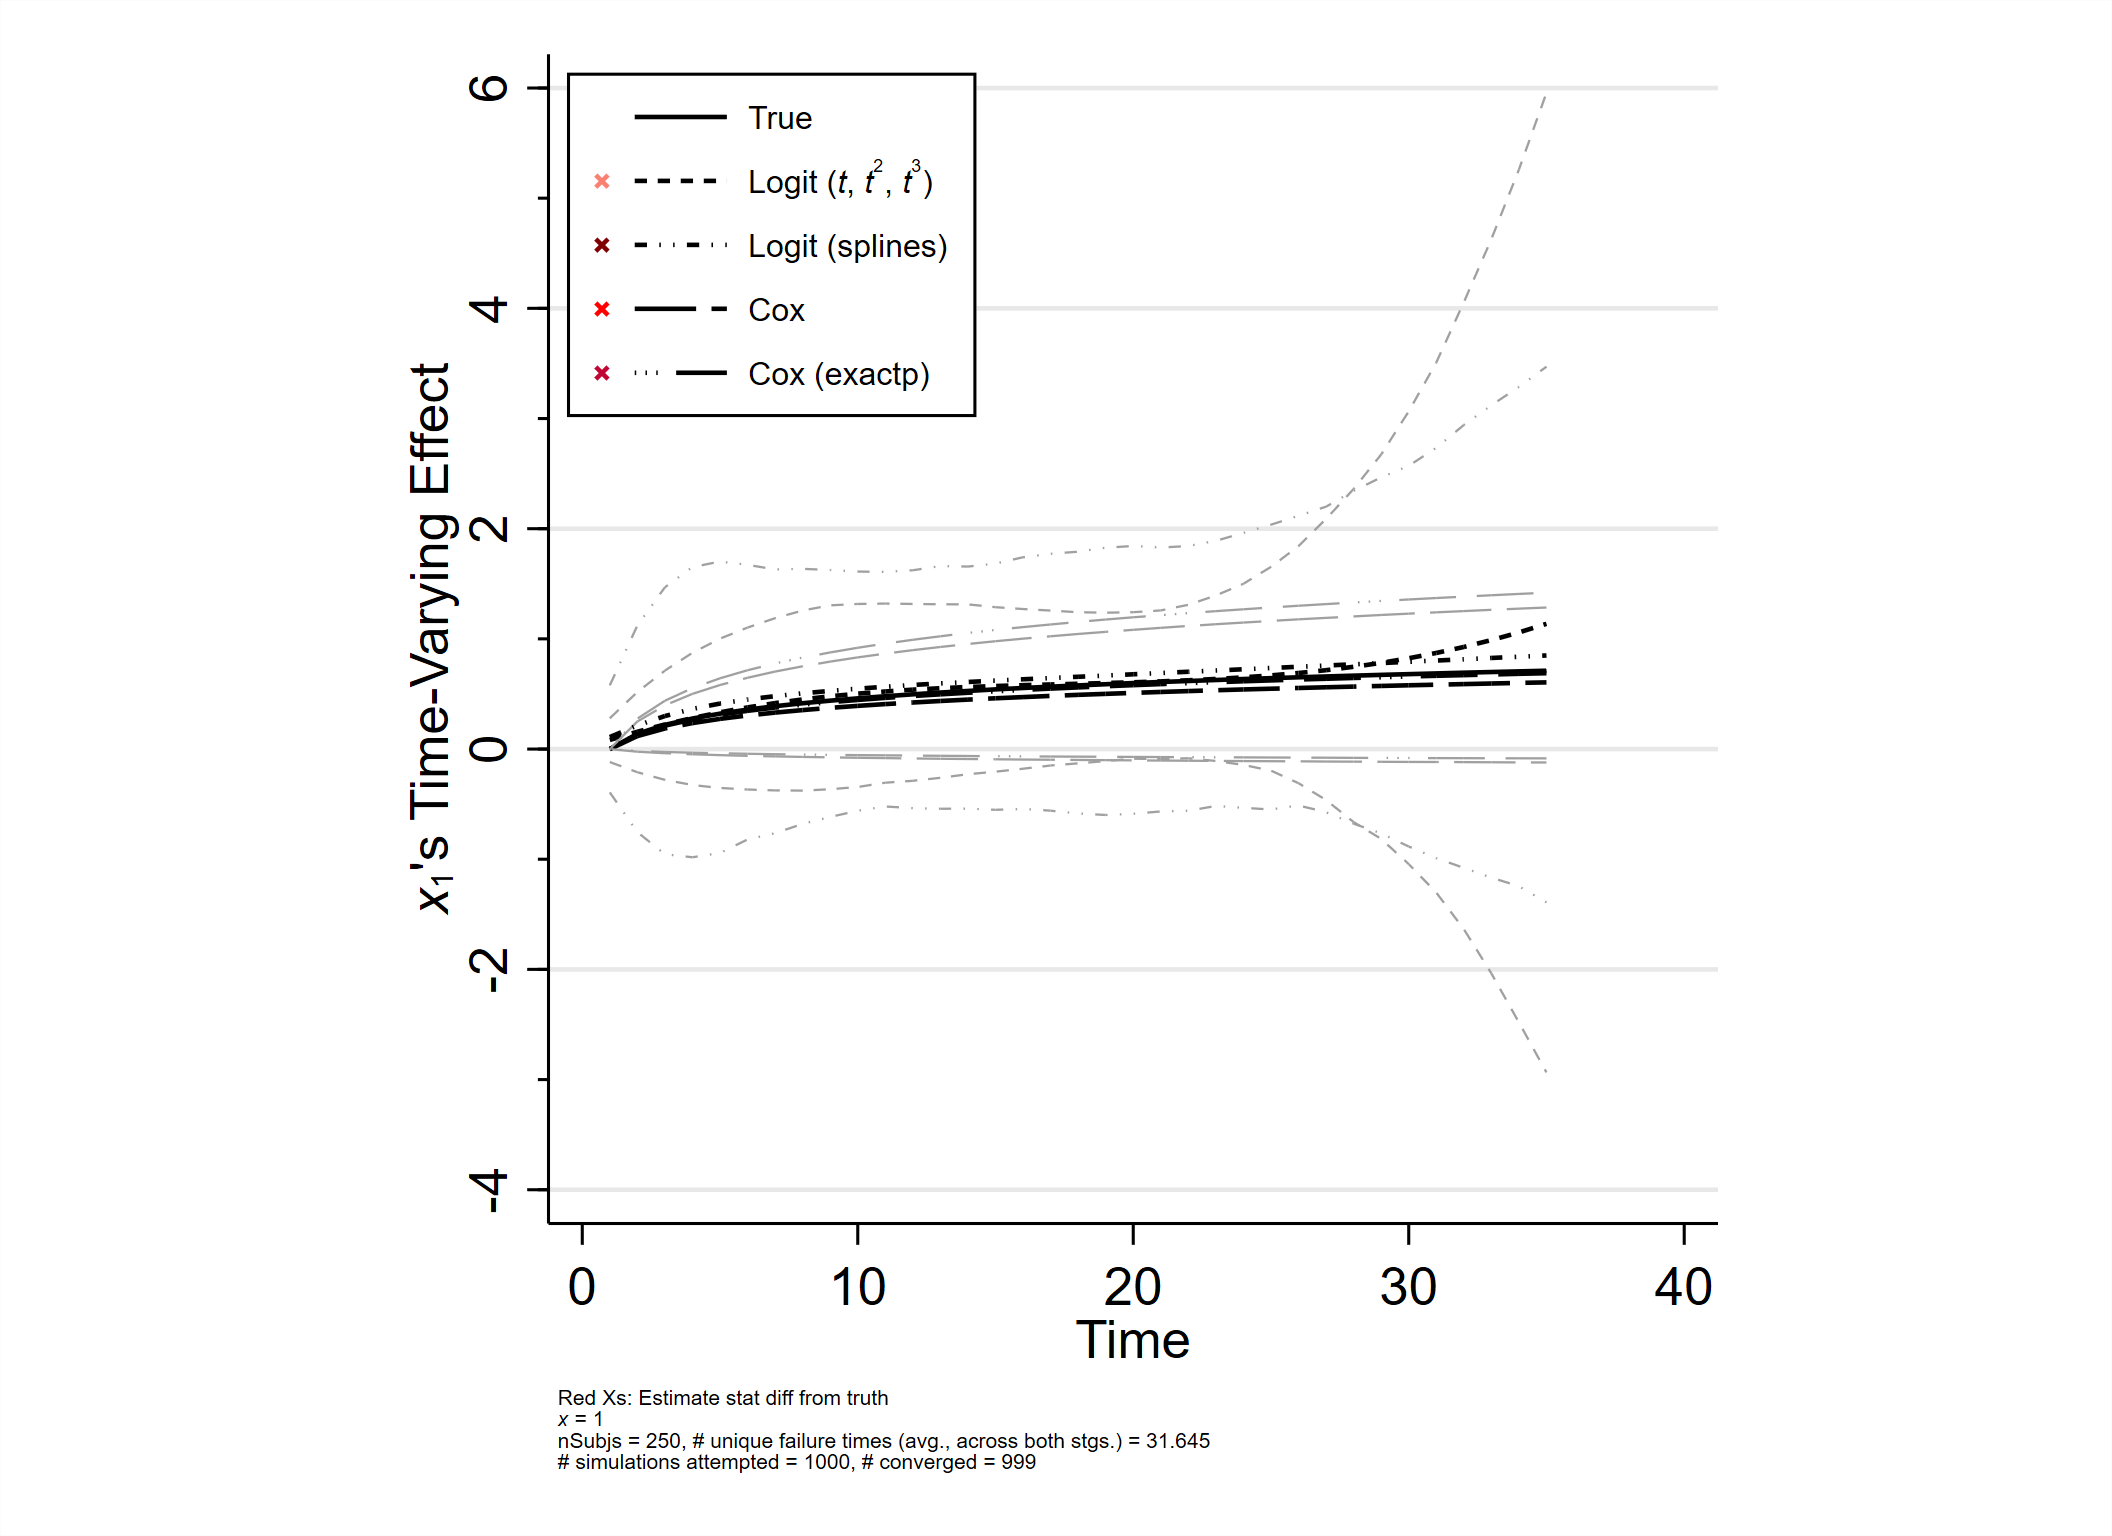 True
Logit (t, t², t³)
Logit (splines)
Cox
Cox (exactp)
x₁'s Time-Varying Effect
6
4
2
0
-2
-4
0 10 20 30 40
Time
Red Xs: Estimate stat diff from truth
x = 1
nSubjs = 250, # unique failure times (avg., across both stgs.) = 31.645
# simulations attempted = 1000, # converged = 999